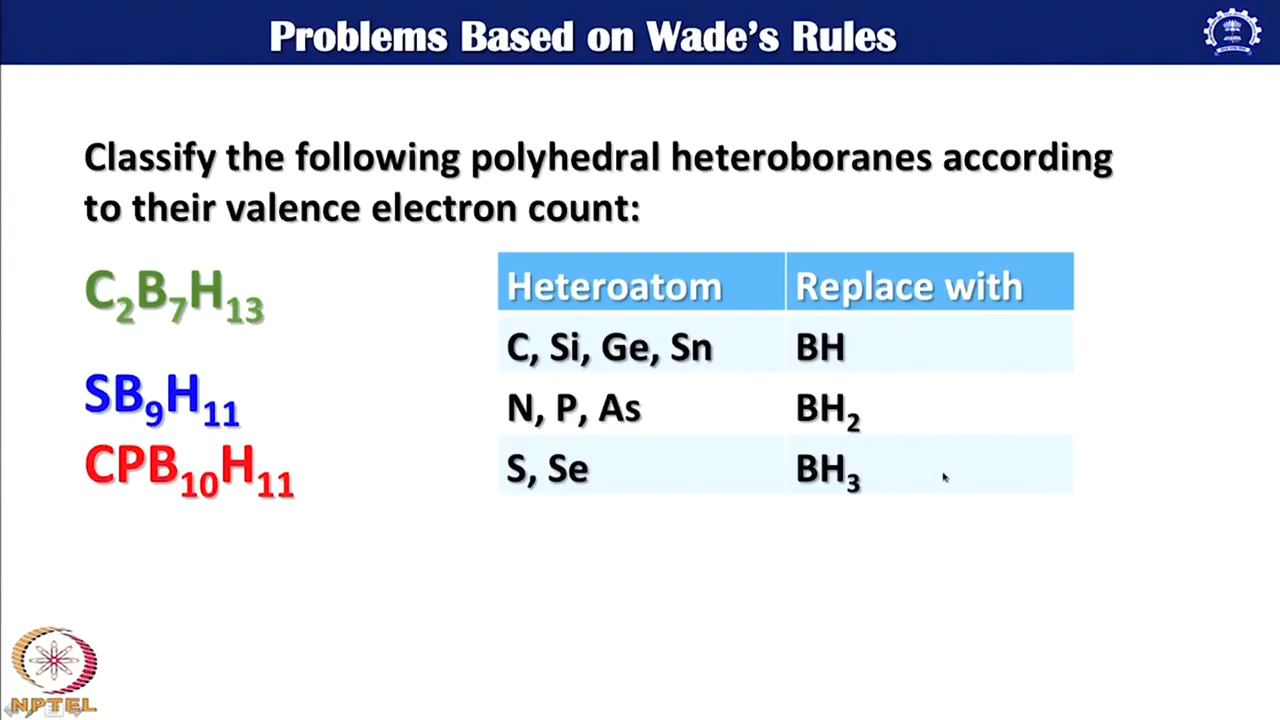 Problems Based on Wade's Rules
Classify the following polyhedral heteroboranes according
to their valence electron count:
C₂B₇H₁₃
SB₉H₁₁
CPB₁₀H₁₁
Heteroatom Replace with
C, Si, Ge, Sn BH
N, P, As BH₂
S, Se BH₃
NPTEL